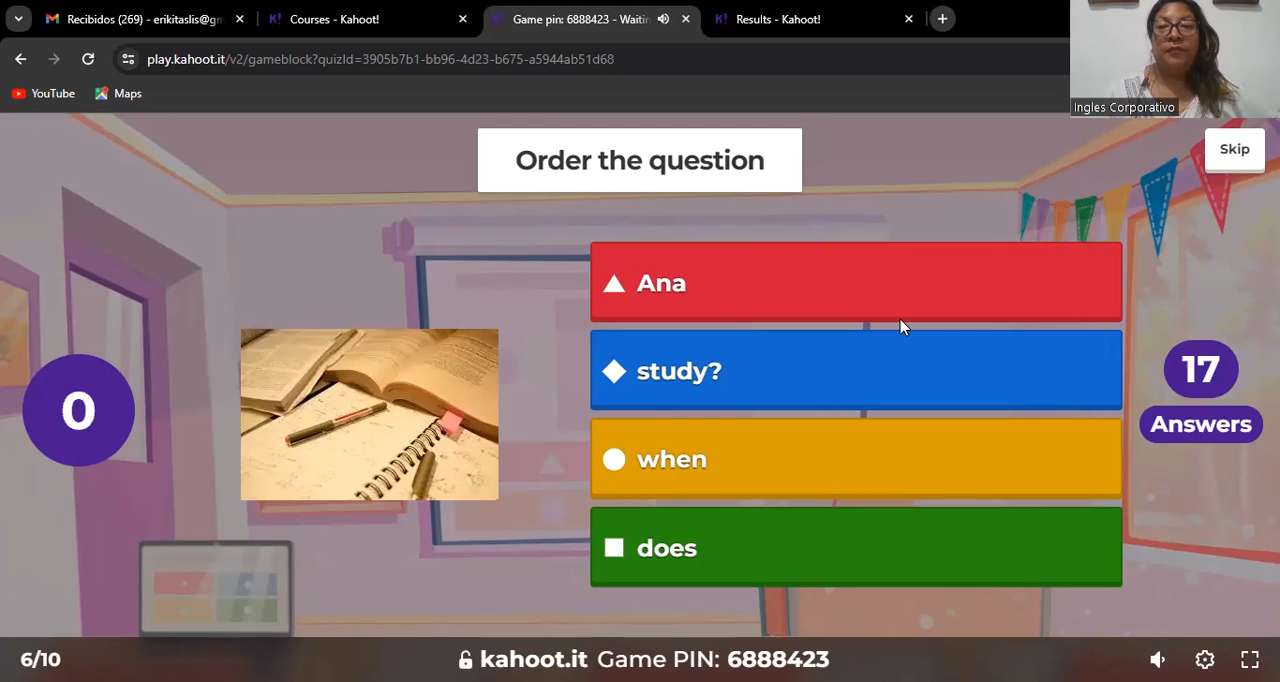 Recibidos (269) - erikitaslis@gm
Courses - Kahoot!
Game pin: 6888423 - Waitin
Results - Kahoot!
play.kahoot.it/v2/gameblock?quizId=3905b7b1-bb96-4d23-b675-a5944ab51d68
YouTube
Maps
Ingles Corporativo
Order the question
Skip
Ana
study?
when
does
0
17
Answers
6/10
kahoot.it Game PIN: 6888423